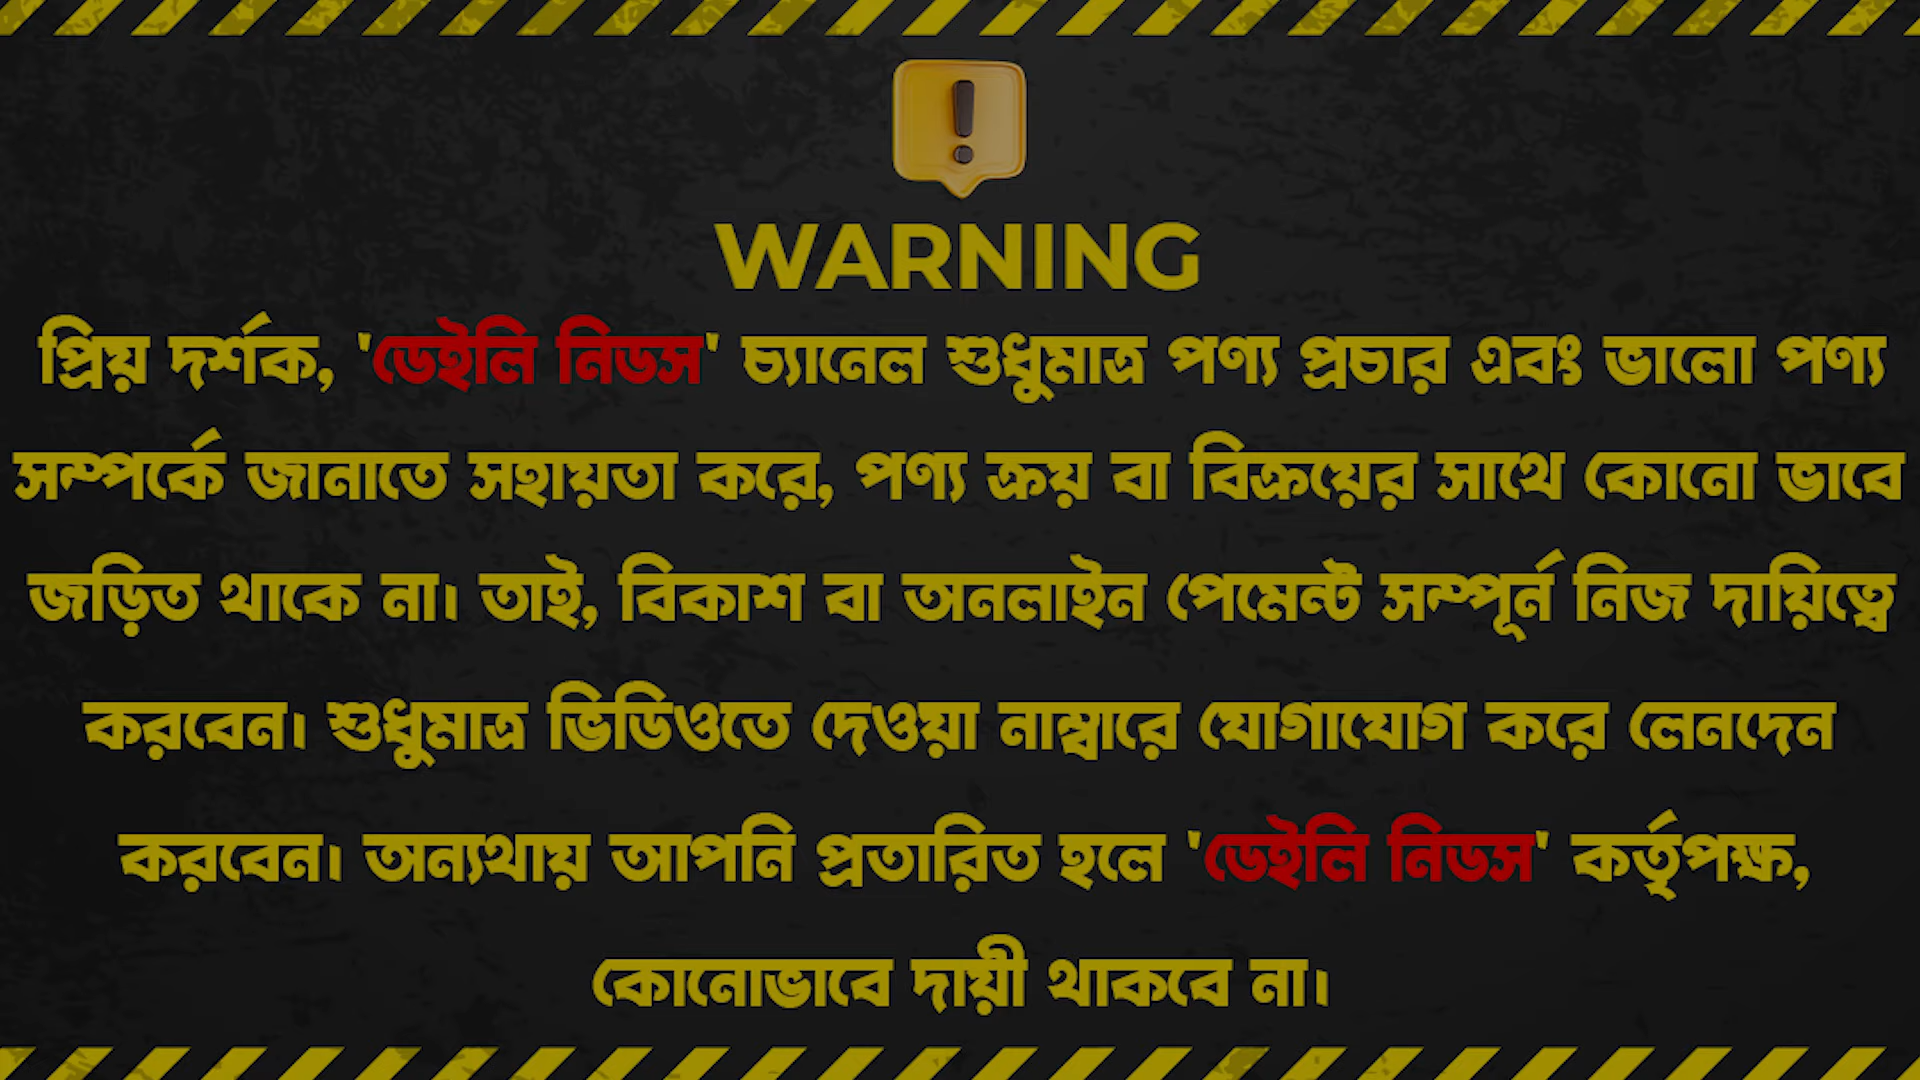 WARNING
প্রিয় দর্শক, 'ডেইলি নিডস' চ্যানেল শুধুমাত্র পণ্য প্রচার এবং ভালো পণ্য
সম্পর্কে জানাতে সহায়তা করে, পণ্য ক্রয় বা বিক্রয়ের সাথে কোনো ভাবে
জড়িত থাকে না। তাই, বিকাশ বা অনলাইন পেমেন্ট সম্পূর্ন নিজ দায়িত্বে
করবেন। শুধুমাত্র ভিডিওতে দেওয়া নাম্বারে যোগাযোগ করে লেনদেন
করবেন। অন্যথায় আপনি প্রতারিত হলে 'ডেইলি নিডস' কর্তৃপক্ষ,
কোনোভাবে দায়ী থাকবে না।